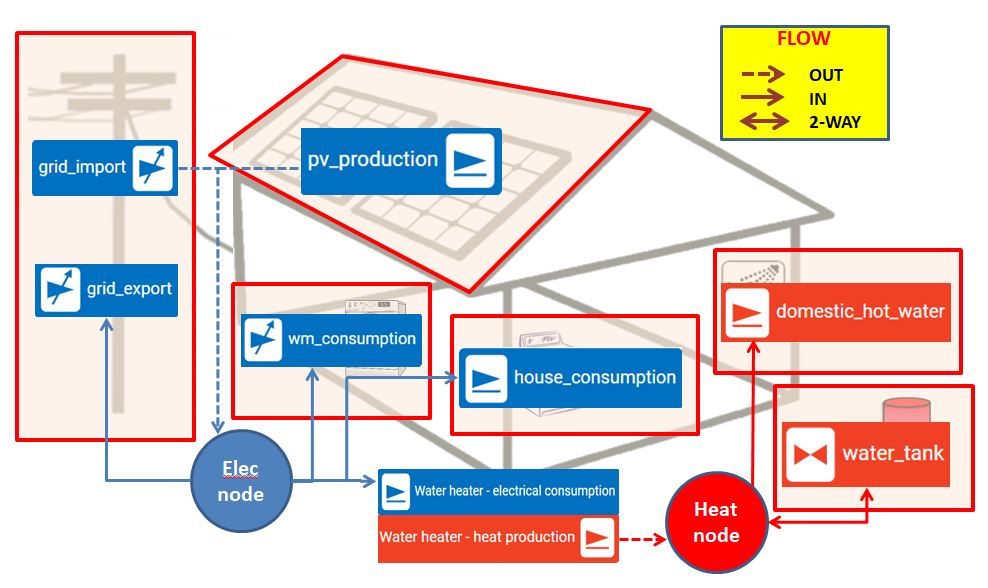 FLOW
OUT
IN
2-WAY
grid_import
pv_production
grid_export
wm_consumption
house_consumption
domestic_hot_water
water_tank
Elec
node
Water heater - electrical consumption
Water heater - heat production
Heat
node